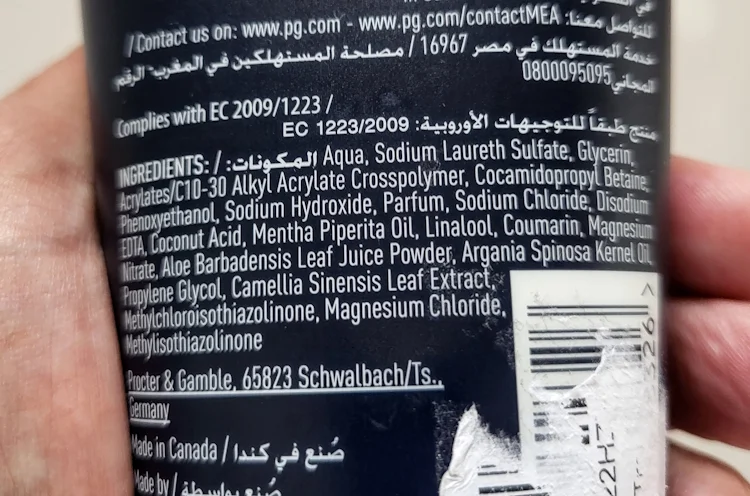 / Contact us on: www.pg.com - www.pg.com/contactMEA :للتواصل معنا
خدمة المستهلك في مصر 16967 / مصلحة المستهلكين في المغرب- الرقم
المجاني 0800095095
Complies with EC 2009/1223 /
منتج طبقاً للتوجيهات الأوروبية: EC 1223/2009
INGREDIENTS: / المكونات: Aqua, Sodium Laureth Sulfate, Glycerin,
Acrylates/C10-30 Alkyl Acrylate Crosspolymer, Cocamidopropyl Betaine,
Phenoxyethanol, Sodium Hydroxide, Parfum, Sodium Chloride, Disodium
EDTA, Coconut Acid, Mentha Piperita Oil, Linalool, Coumarin, Magnesium
Nitrate, Aloe Barbadensis Leaf Juice Powder, Argania Spinosa Kernel Oil,
Propylene Glycol, Camellia Sinensis Leaf Extract,
Methylchloroisothiazolinone, Magnesium Chloride,
Methylisothiazolinone
Procter & Gamble, 65823 Schwalbach/Ts.,
Germany
Made in Canada / صُنع في كندا
Made by / صُنع بواسطة